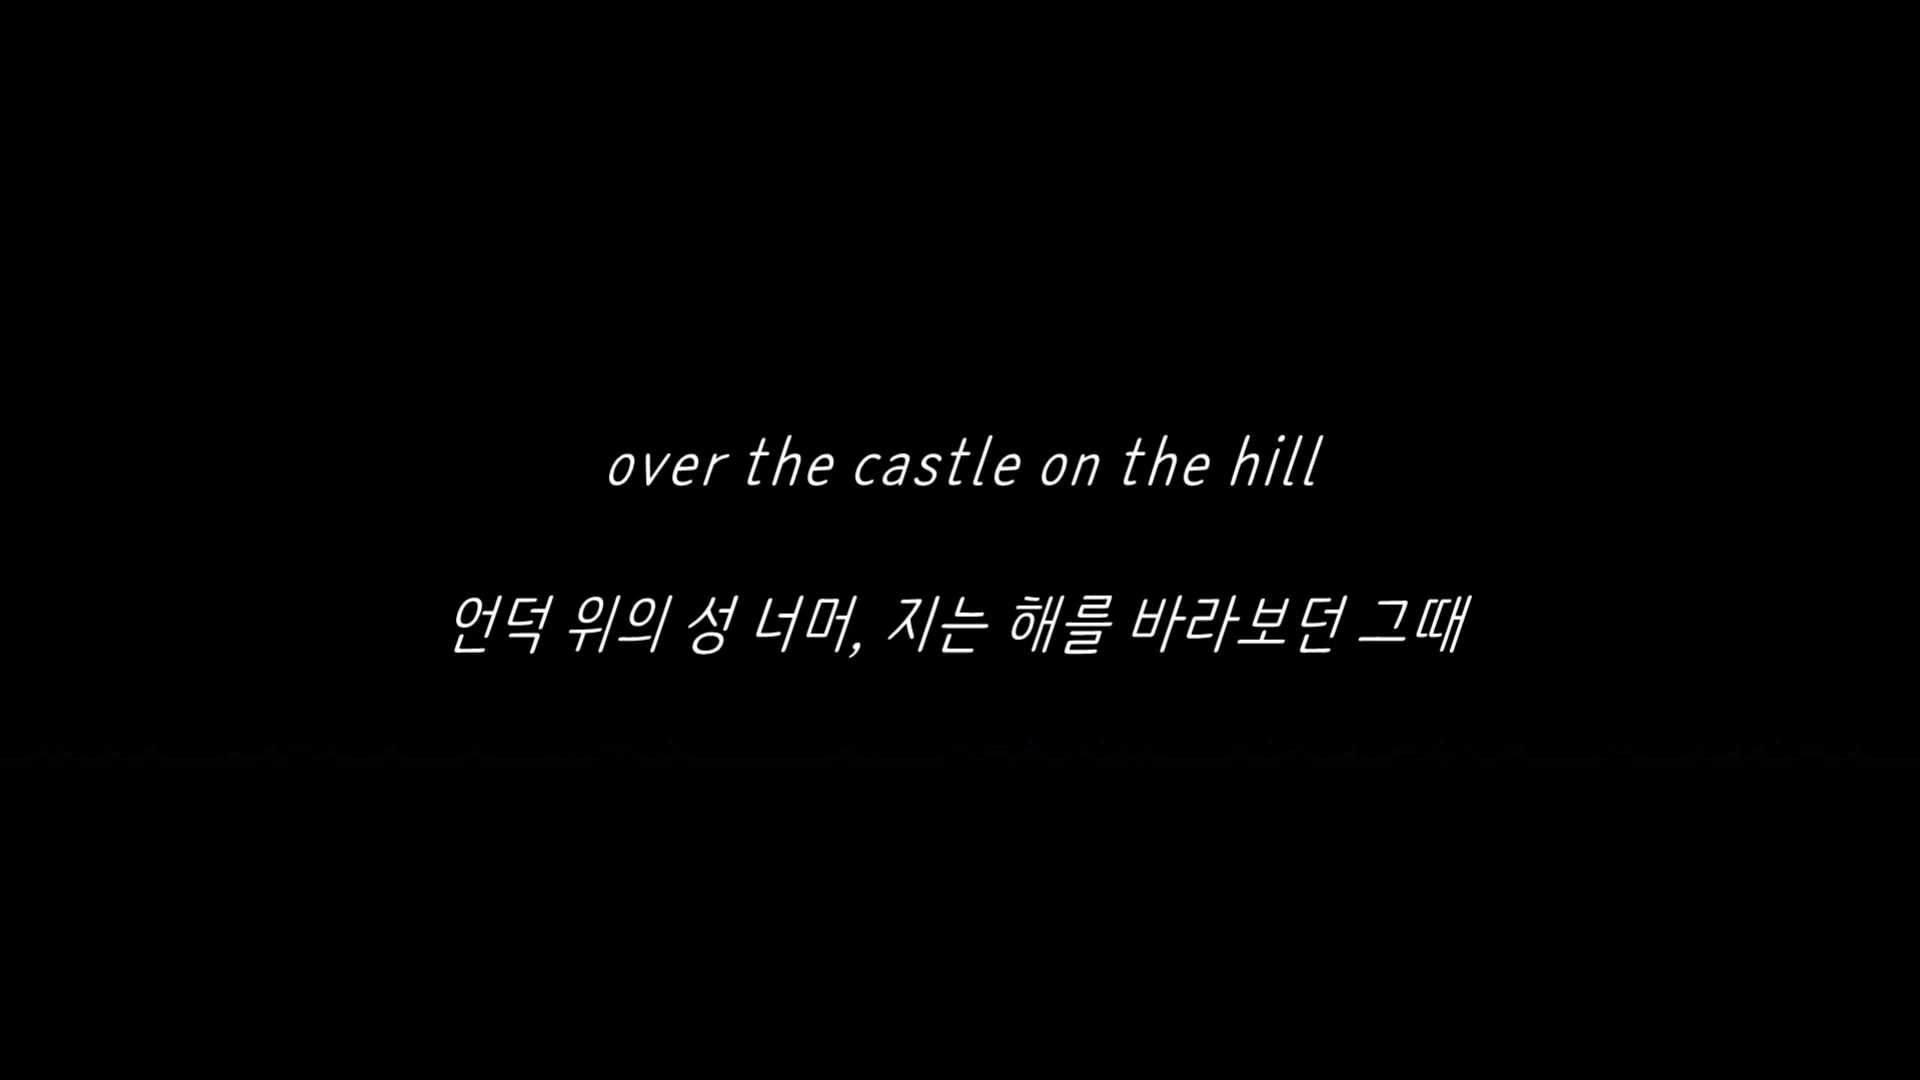 over the castle on the hill
언덕 위의 성 너머, 지는 해를 바라보던 그때